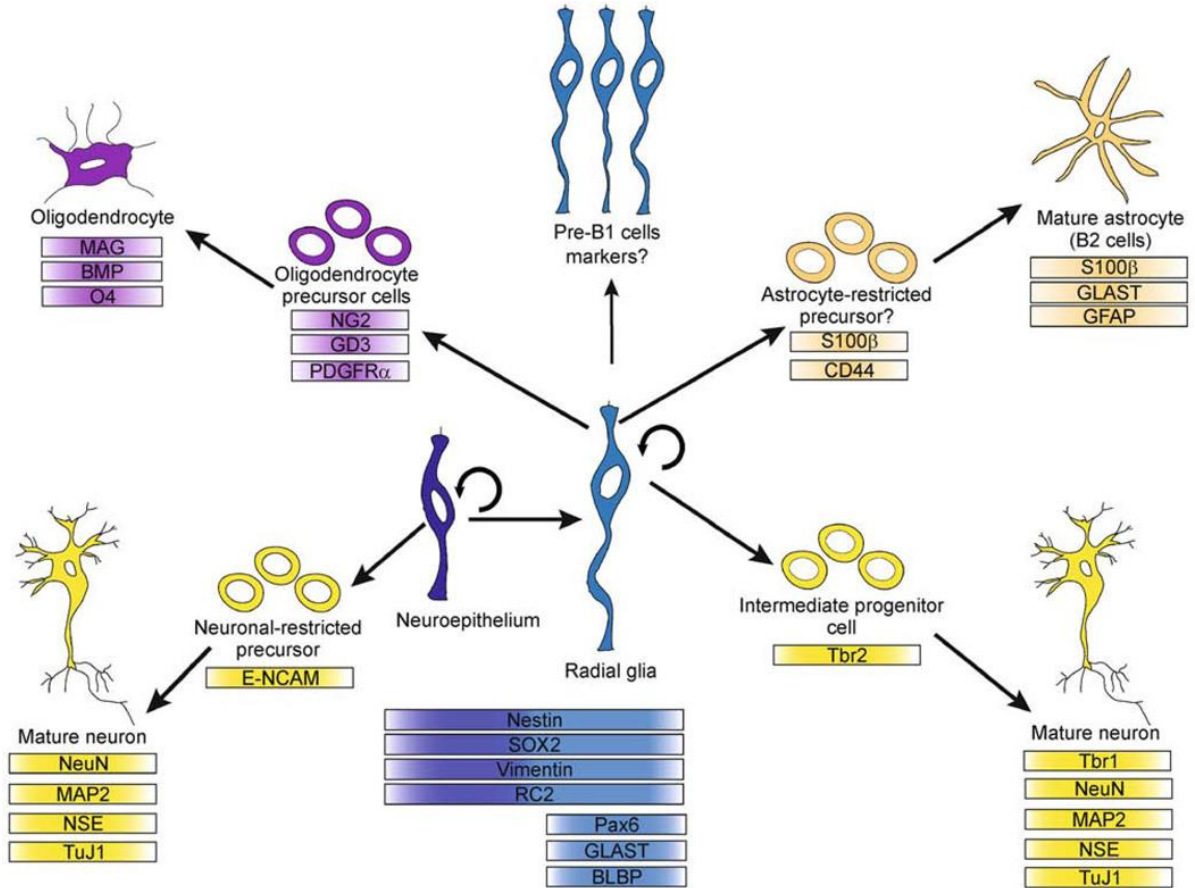 Oligodendrocyte
MAG
BMP
O4
Oligodendrocyte
precursor cells
NG2
GD3
PDGFRα
Pre-B1 cells
markers?
Astrocyte-restricted
precursor?
S100β
CD44
Mature astrocyte
(B2 cells)
S100β
GLAST
GFAP
Neuroepithelium
Radial glia
Neuronal-restricted
precursor
E-NCAM
Mature neuron
NeuN
MAP2
NSE
TuJ1
Nestin
SOX2
Vimentin
RC2
Pax6
GLAST
BLBP
Intermediate progenitor
cell
Tbr2
Mature neuron
Tbr1
NeuN
MAP2
NSE
TuJ1